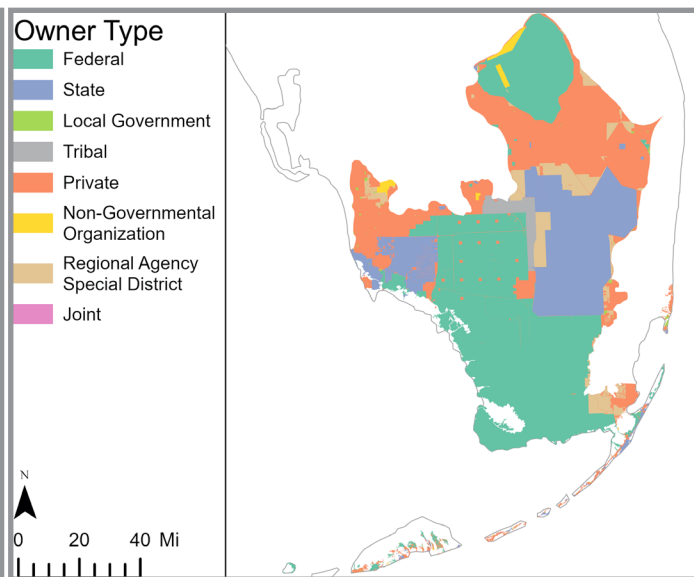 Owner Type
Federal
State
Local Government
Tribal
Private
Non-Governmental
Organization
Regional Agency
Special District
Joint
N
0 20 40 Mi